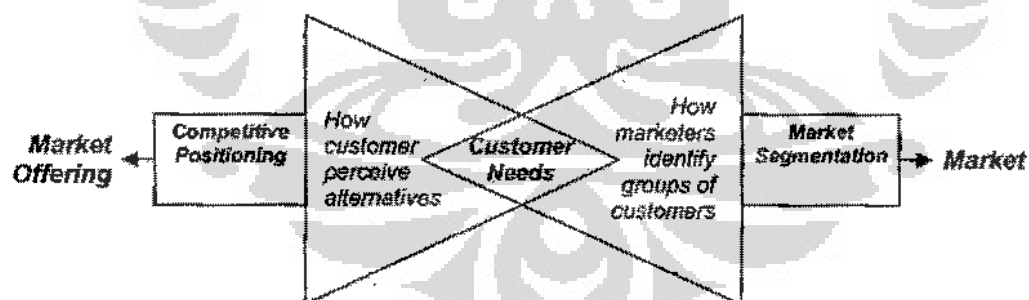 Market
Offering
Competitive
Positioning
How
customer
perceive
alternatives
Customer
Needs
How
marketers
identify
groups of
customers
Market
Segmentation
Market